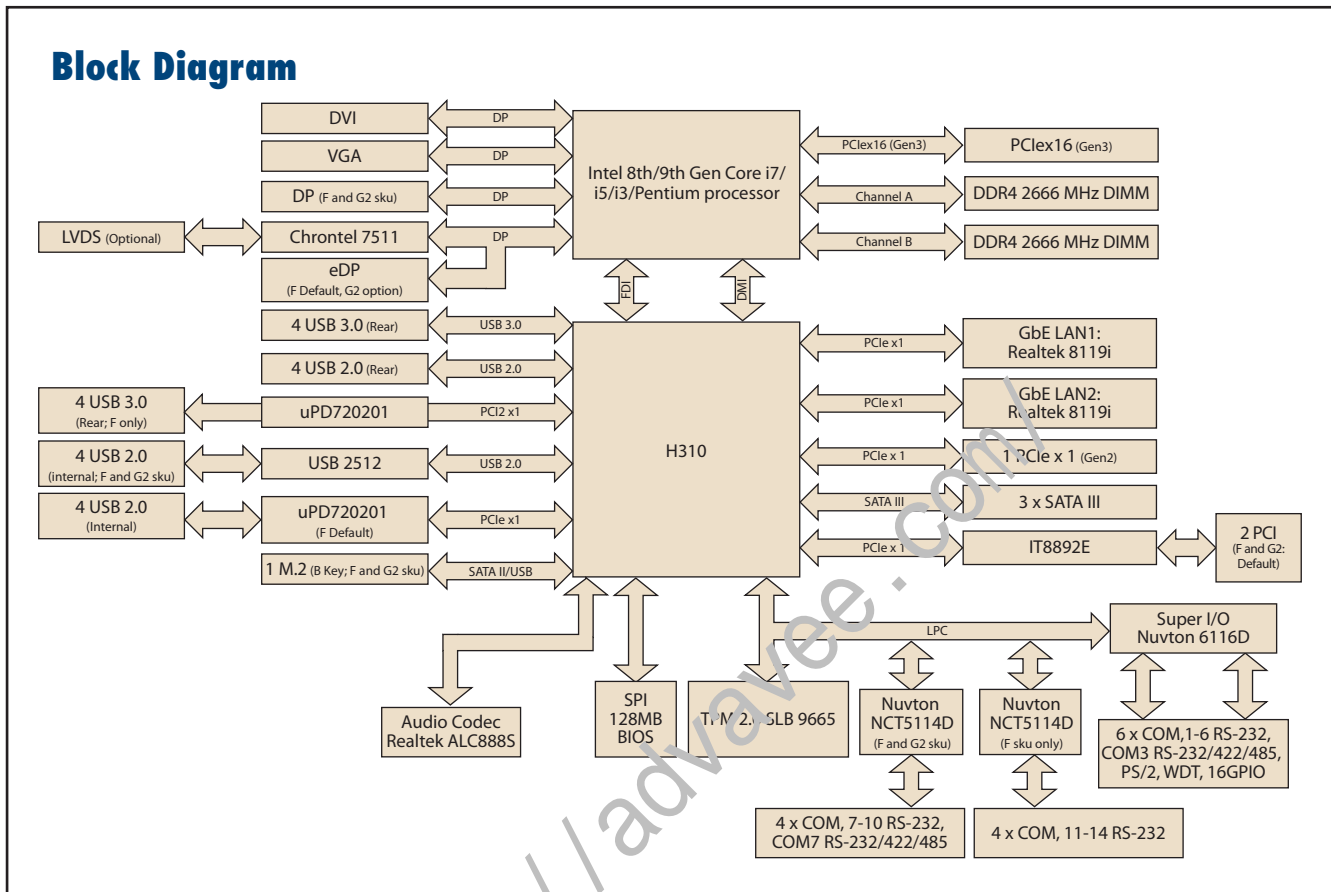 Block Diagram
DVI
DP
VGA
DP
DP (F and G2 sku)
DP
LVDS (Optional)
Chrontel 7511
DP
eDP
(F Default, G2 option)
Intel 8th/9th Gen Core i7/
i5/i3/Pentium processor
PCIex16 (Gen3)
PCIex16 (Gen3)
Channel A
DDR4 2666 MHz DIMM
Channel B
DDR4 2666 MHz DIMM
FDI
DMI
4 USB 3.0 (Rear)
USB 3.0
4 USB 2.0 (Rear)
USB 2.0
4 USB 3.0
(Rear; F only)
uPD720201
PCI2 x1
4 USB 2.0
(internal; F and G2 sku)
USB 2512
USB 2.0
4 USB 2.0
(Internal)
uPD720201
(F Default)
PCIe x1
1 M.2 (B Key; F and G2 sku)
SATA II/USB
H310
PCIe x1
GbE LAN1:
Realtek 8119i
PCIe x1
GbE LAN2:
Realtek 8119i
PCIe x 1
1 PCIe x 1 (Gen2)
SATA III
3 x SATA III
PCIe x 1
IT8892E
2 PCI
(F and G2:
Default)
LPC
Super I/O
Nuvton 6116D
Audio Codec
Realtek ALC888S
SPI
128MB
BIOS
TPM 2.0 SLB 9665
Nuvton
NCT5114D
(F and G2 sku)
Nuvton
NCT5114D
(F sku only)
6 x COM,1-6 RS-232,
COM3 RS-232/422/485,
PS/2, WDT, 16GPIO
4 x COM, 7-10 RS-232,
COM7 RS-232/422/485
4 x COM, 11-14 RS-232
//advavee.com/